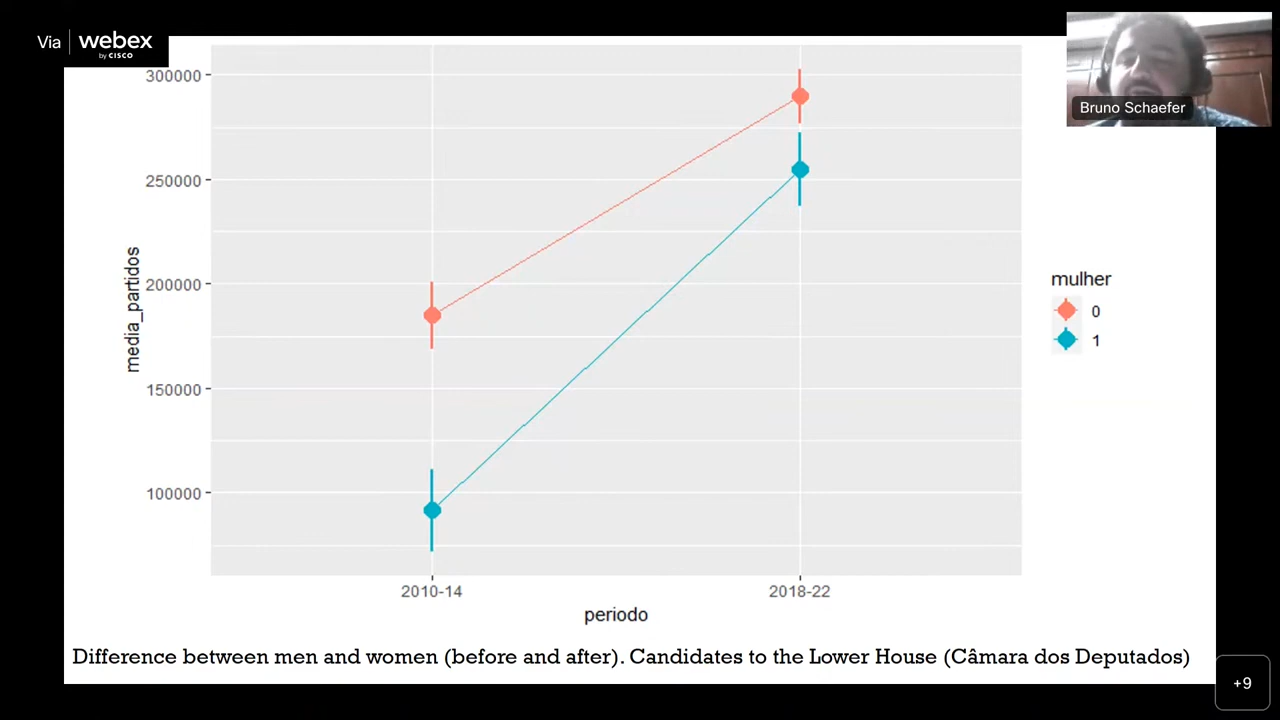 Via webex
by CISCO
Bruno Schaefer
300000
250000
200000
150000
100000
media_partidos
mulher
0
1
2010-14 2018-22
periodo
Difference between men and women (before and after). Candidates to the Lower House (Câmara dos Deputados)
+9